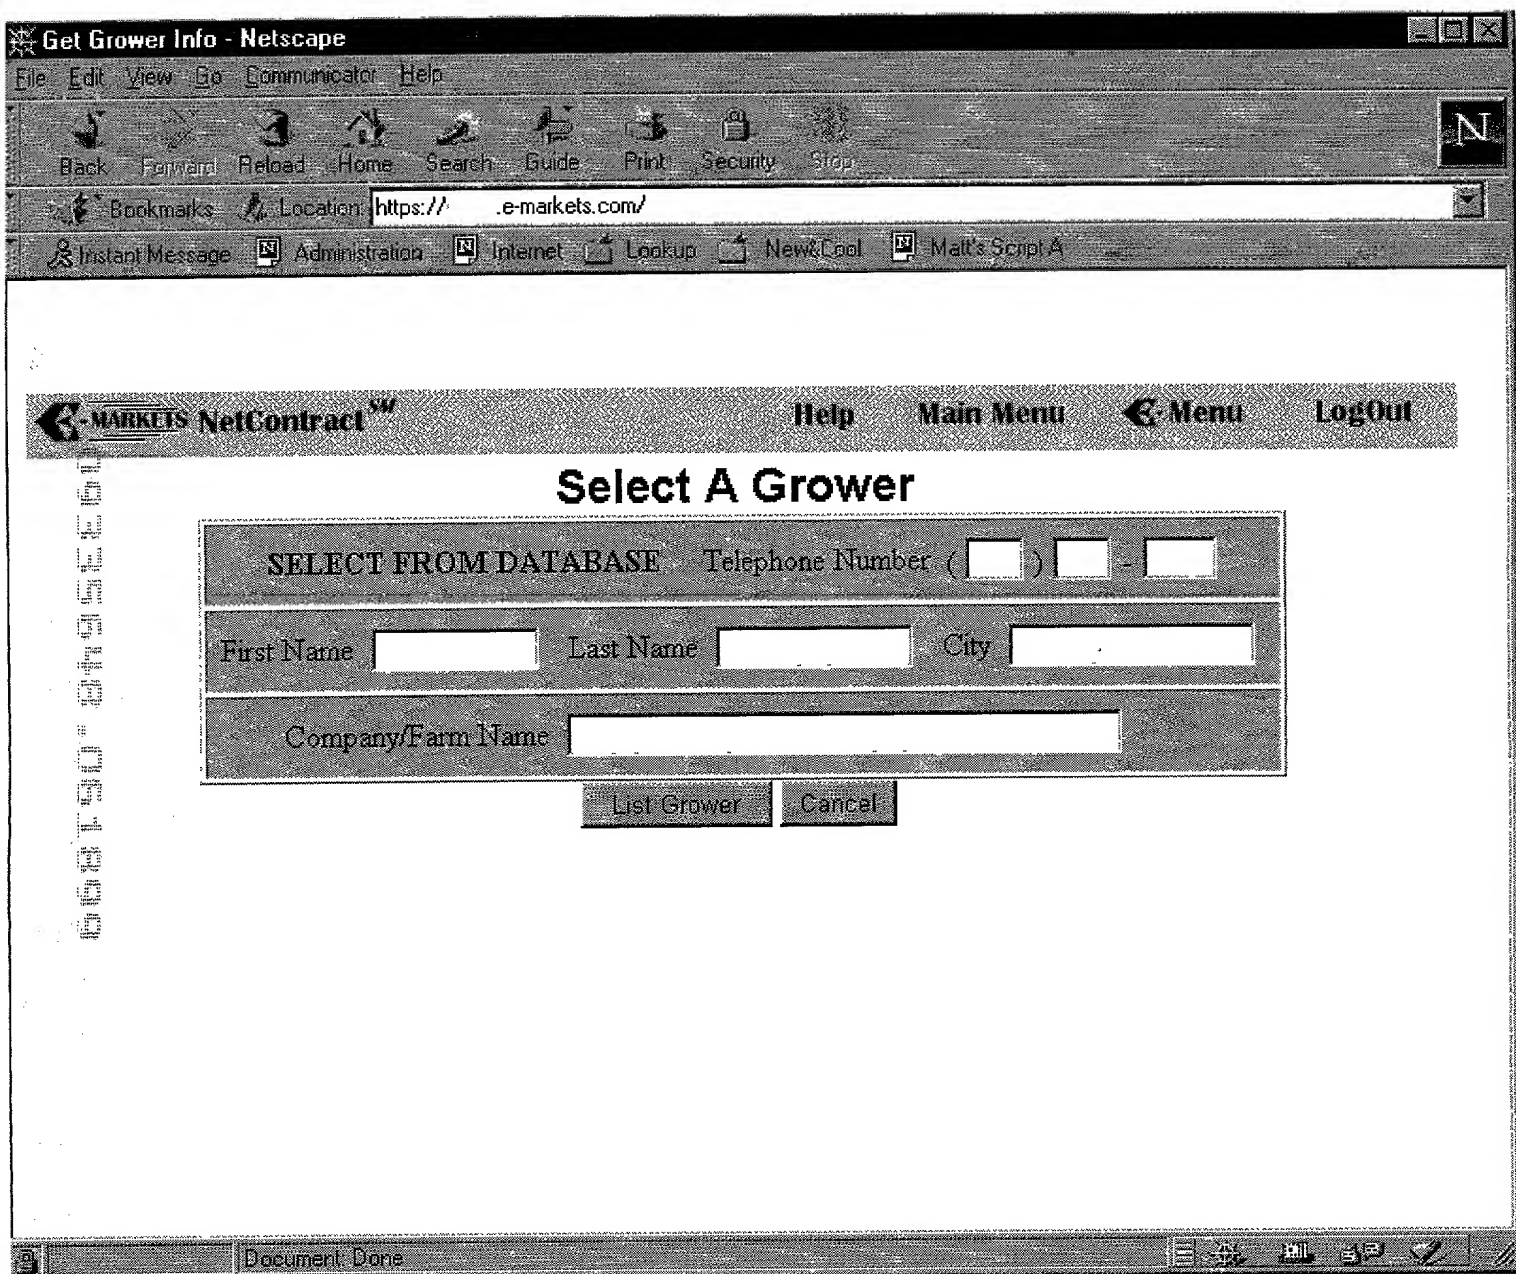 Get Grower Info - Netscape
File Edit View Go Communicator Help
Back Forward Reload Home Search Guide Print Security Stop
N
Bookmarks Location: https:// .e-markets.com/
Instant Message Administration Internet Lookup New&Cool Matt's Script A
E-MARKETS NetContract SM Help Main Menu E-Menu LogOut
Select A Grower
SELECT FROM DATABASE Telephone Number ( ) -
First Name Last Name City
Company/Farm Name
List Grower Cancel
Document: Done